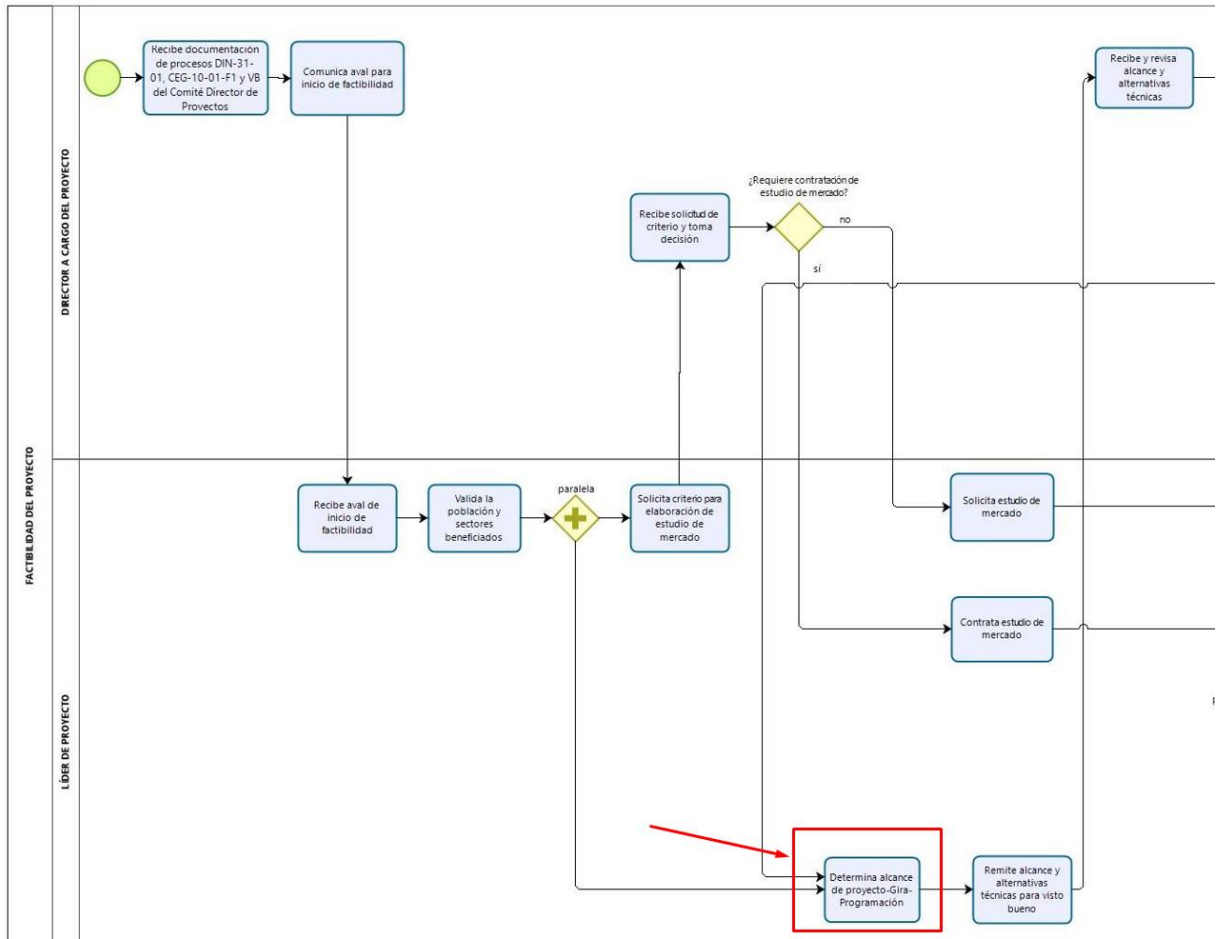 FACTIBILIDAD DEL PROYECTO
DIRECTOR A CARGO DEL PROYECTO
Recibe documentación
de procesos DIN-31-
01, CEG-10-01-F1 y VB
del Comité Director de
Proyectos
Comunica aval para
inicio de factibilidad
Recibe y revisa
alcance y
alternativas
técnicas
¿Requiere contratación de
estudio de mercado?
Recibe solicitud de
criterio y toma
decisión
no
sí
LÍDER DE PROYECTO
Recibe aval de
inicio de
factibilidad
Valida la
población y
sectores
beneficiados
paralela
Solicita criterio para
elaboración de
estudio de
mercado
Solicita estudio de
mercado
Contrata estudio de
mercado
Determina alcance
de proyecto-Gira-
Programación
Remite alcance y
alternativas
técnicas para visto
bueno